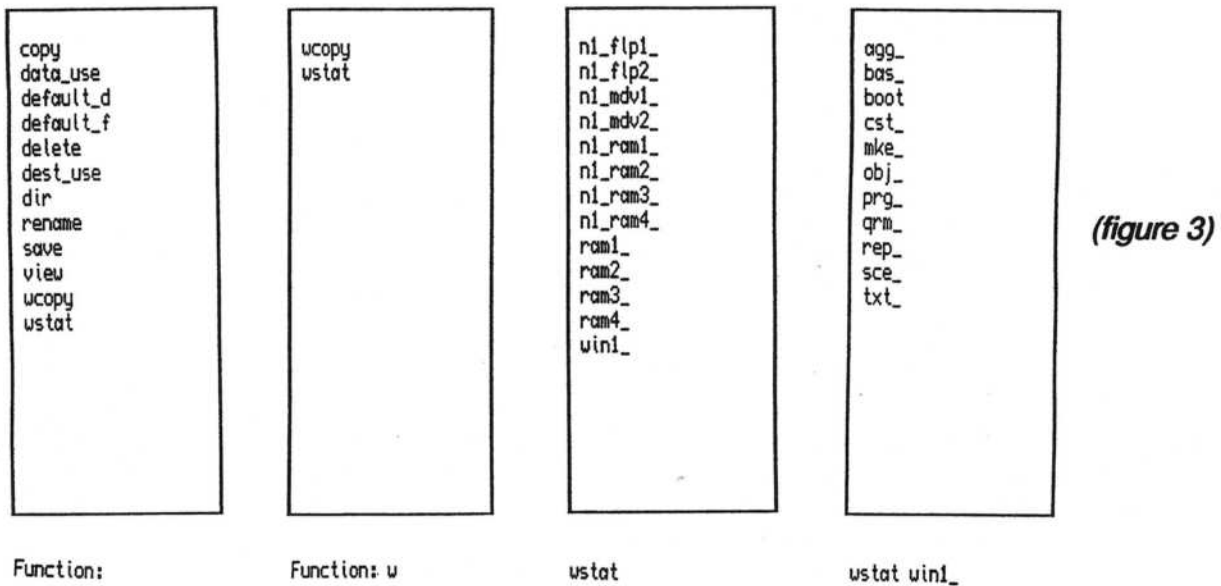 copy
data_use
default_d
default_f
delete
dest_use
dir
rename
save
view
wcopy
wstat
Function:
wcopy
wstat
Function: w
n1_flp1_
n1_flp2_
n1_mdv1_
n1_mdv2_
n1_ram1_
n1_ram2_
n1_ram3_
n1_ram4_
ram1_
ram2_
ram3_
ram4_
win1_
wstat
agg_
bas_
boot
cst_
mke_
obj_
prg_
qrm_
rep_
sce_
txt_
wstat win1_
(figure 3)